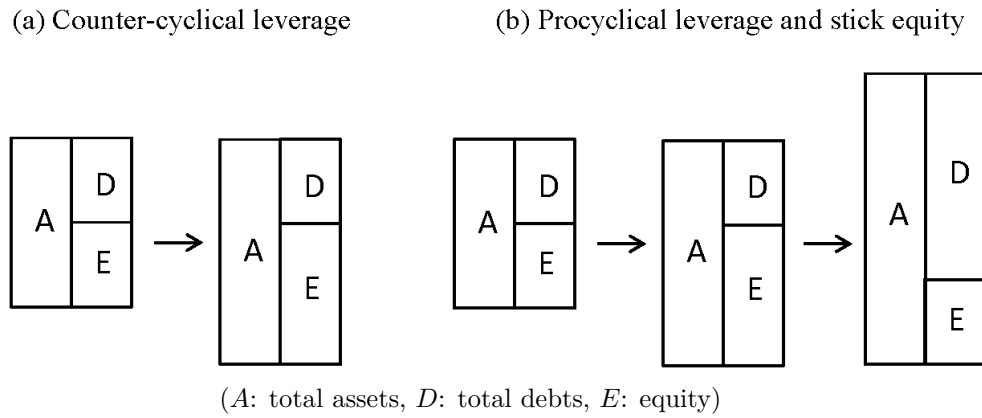 (a) Counter-cyclical leverage
(b) Procyclical leverage and stick equity
A D E
A D E
A D E
A D E
A D E
(A: total assets, D: total debts, E: equity)